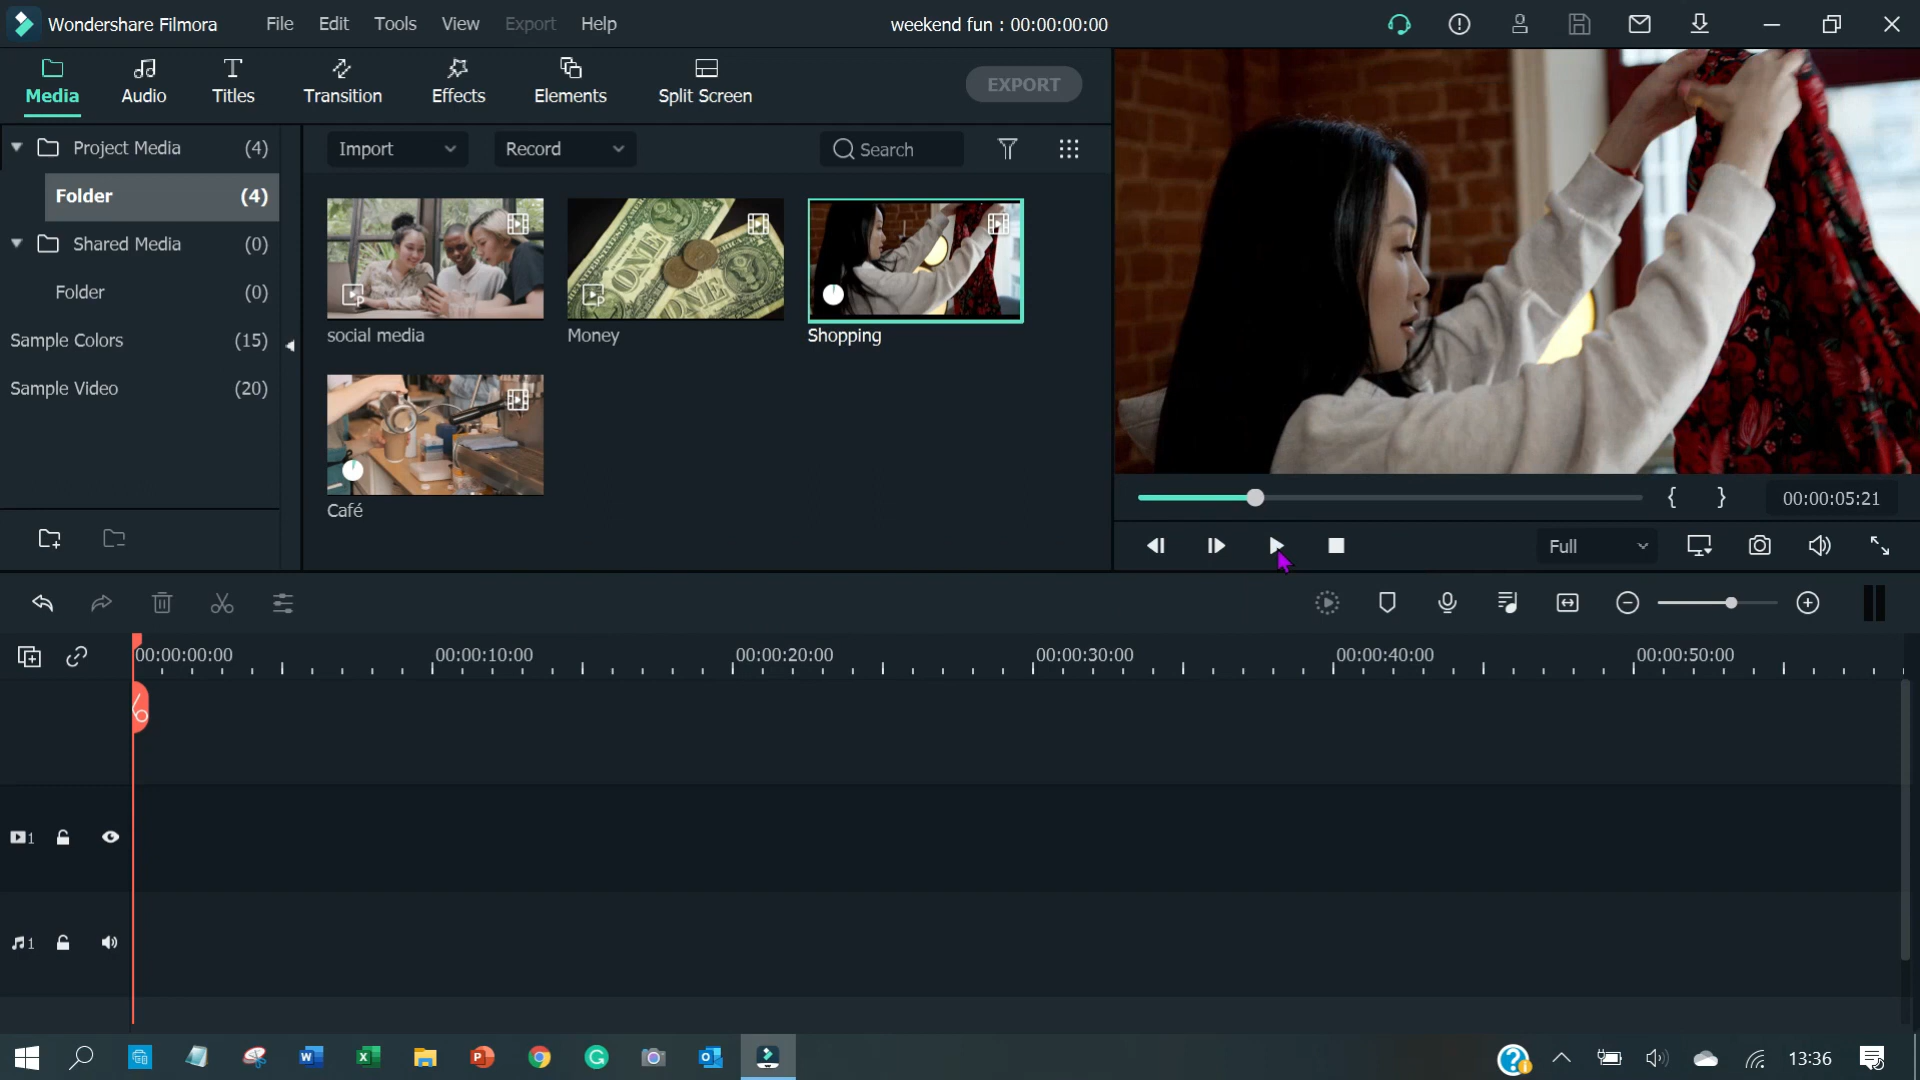 Wondershare Filmora File Edit Tools View Export Help weekend fun : 00:00:00:00
Media Audio Titles Transition Effects Elements Split Screen EXPORT
Project Media (4) Import Record Search
Folder (4)
Shared Media (0)
Folder (0)
Sample Colors (15)
Sample Video (20)
social media Money Shopping
Café
{ } 00:00:05:21
Full
00:00:00:00 00:00:10:00 00:00:20:00 00:00:30:00 00:00:40:00 00:00:50:00
1
1
13:36